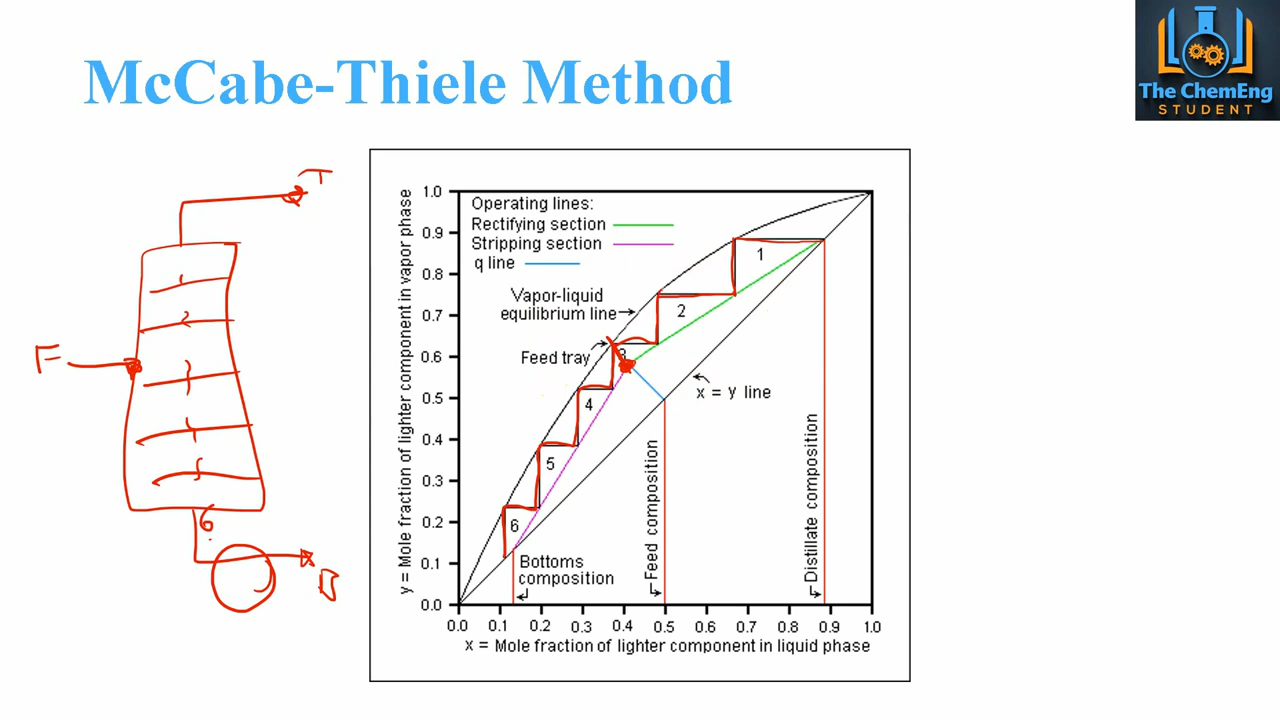 McCabe-Thiele Method
The ChemEng
STUDENT
T
F
6
B
1
2
3
4
5
6
Operating lines:
Rectifying section
Stripping section
q line
Vapor-liquid
equilibrium line
Feed tray
x = y line
Bottoms
composition
Feed composition
Distillate composition
y = Mole fraction of lighter component in vapor phase
1.0
0.9
0.8
0.7
0.6
0.5
0.4
0.3
0.2
0.1
0.0
0.0 0.1 0.2 0.3 0.4 0.5 0.6 0.7 0.8 0.9 1.0
x = Mole fraction of lighter component in liquid phase